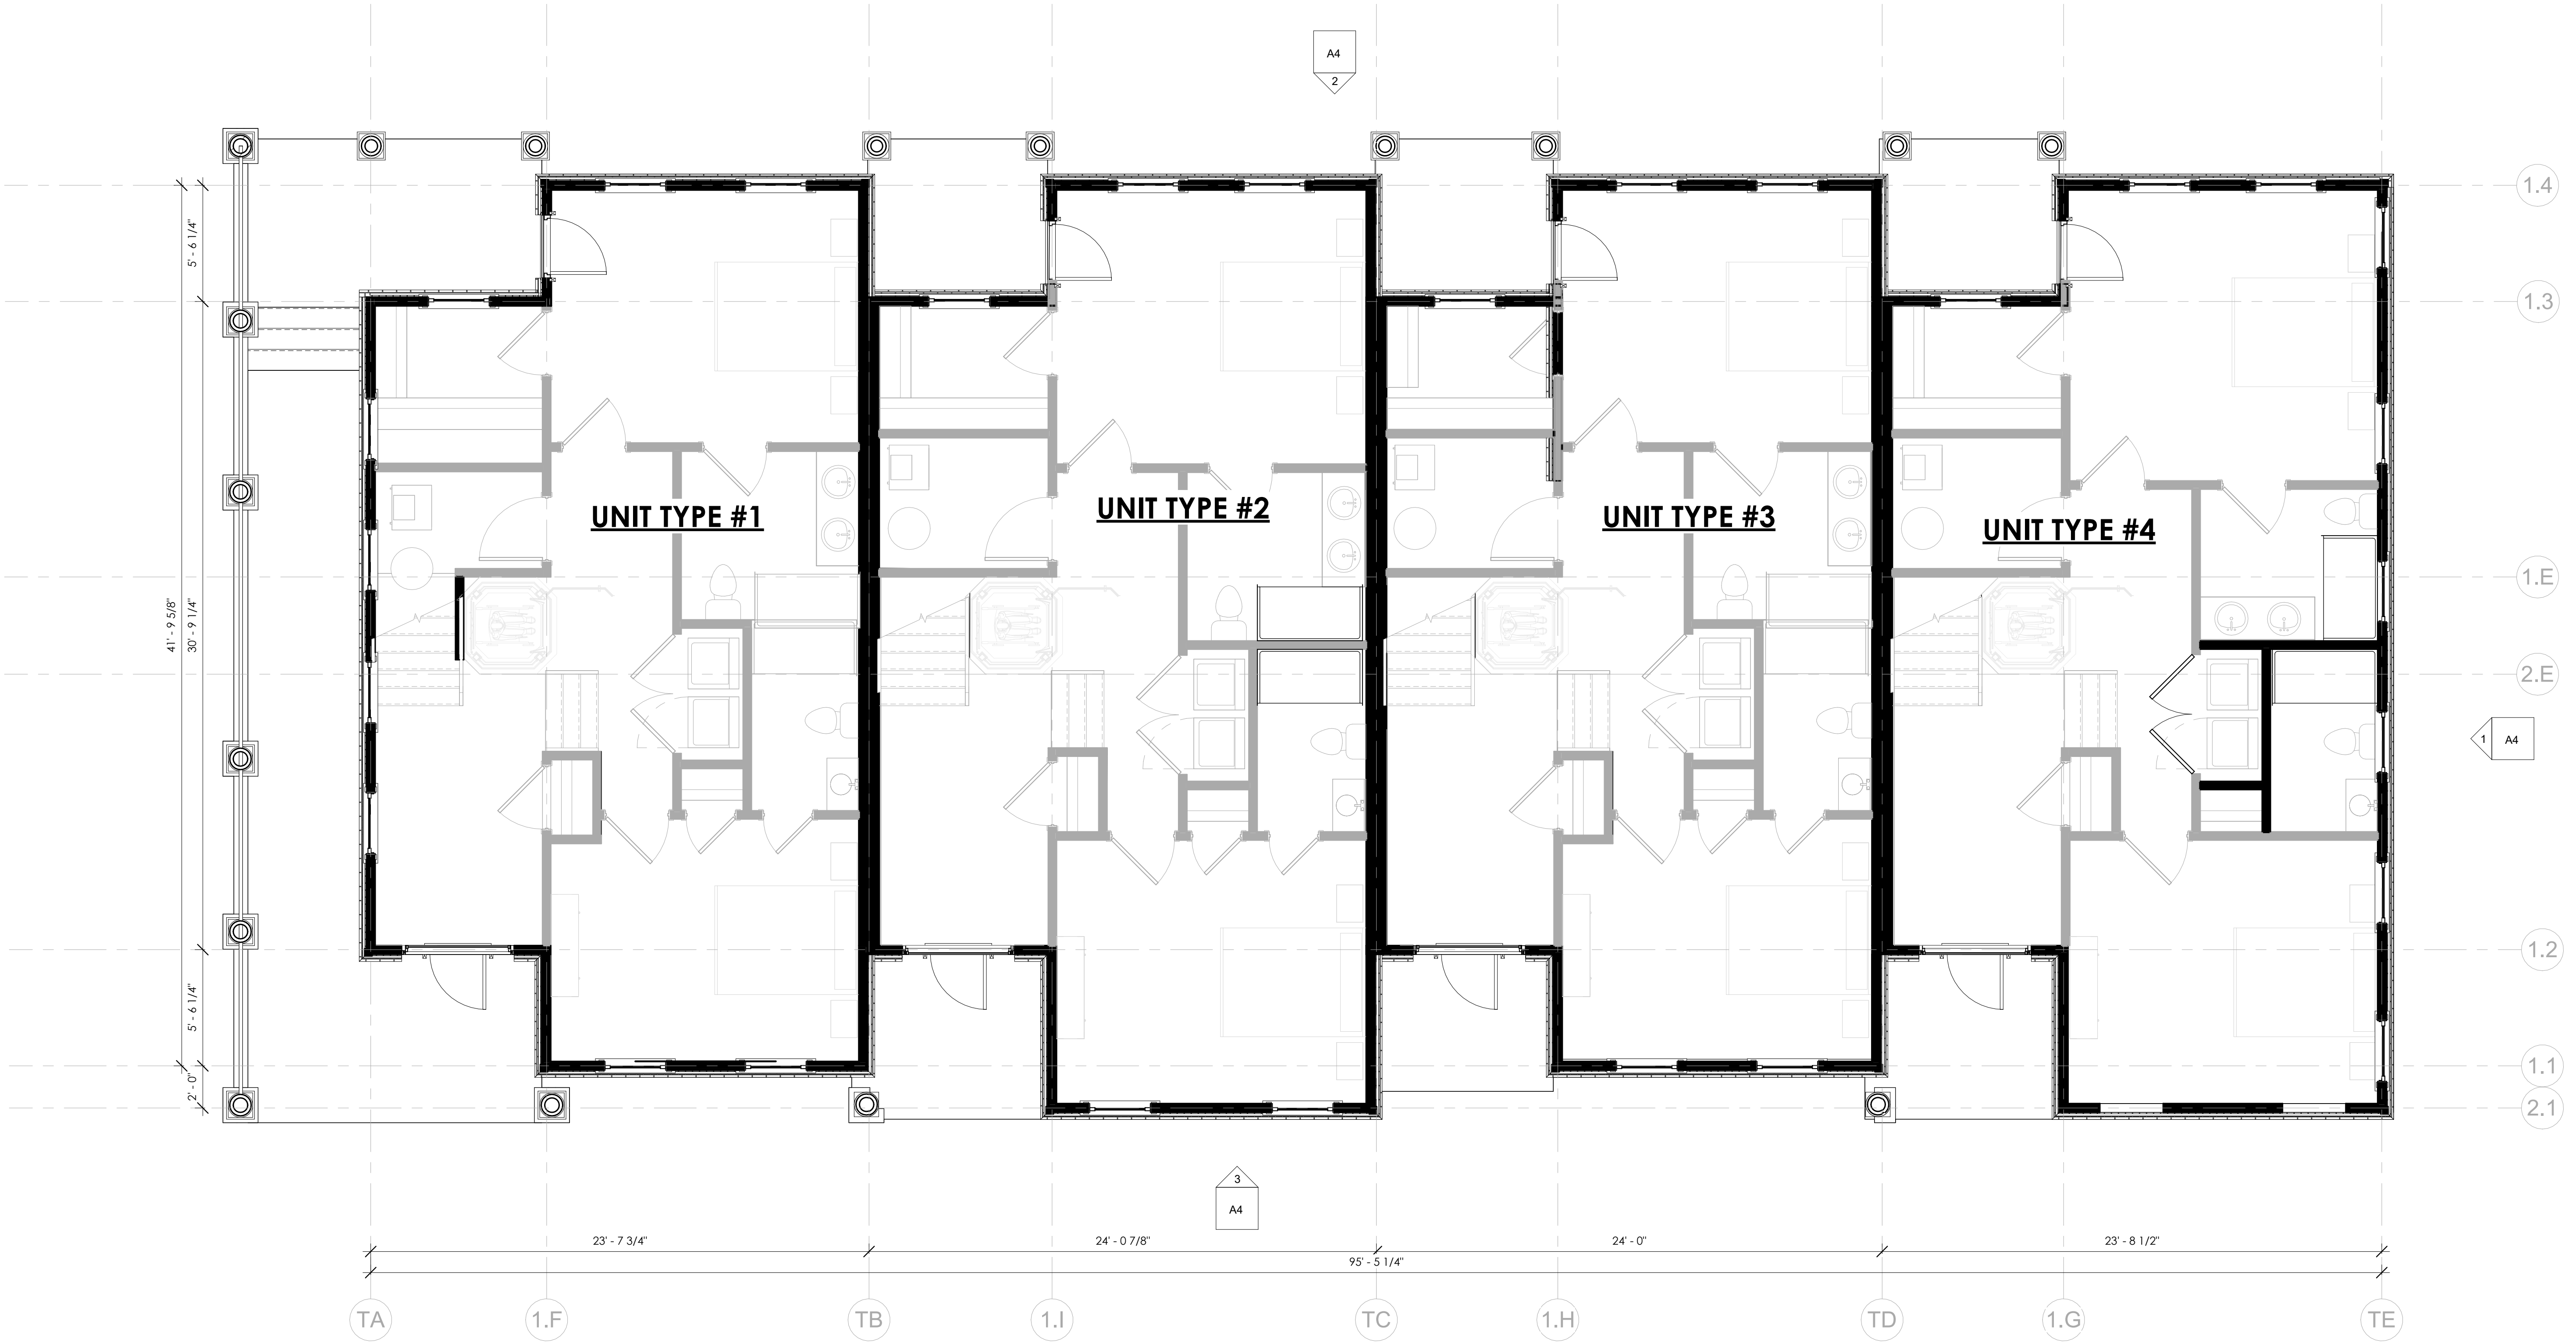 A4
2
1.4
5' - 6 1/4"
1.3
UNIT TYPE #1
UNIT TYPE #2
UNIT TYPE #3
UNIT TYPE #4
1.E
41' - 9 5/8"
30' - 9 1/4"
2.E
1
A4
1.2
5' - 6 1/4"
1.1
2' - 0"
2.1
3
A4
23' - 7 3/4"
24' - 0 7/8"
24' - 0"
23' - 8 1/2"
95' - 5 1/4"
TA
1.F
TB
1.I
TC
1.H
TD
1.G
TE